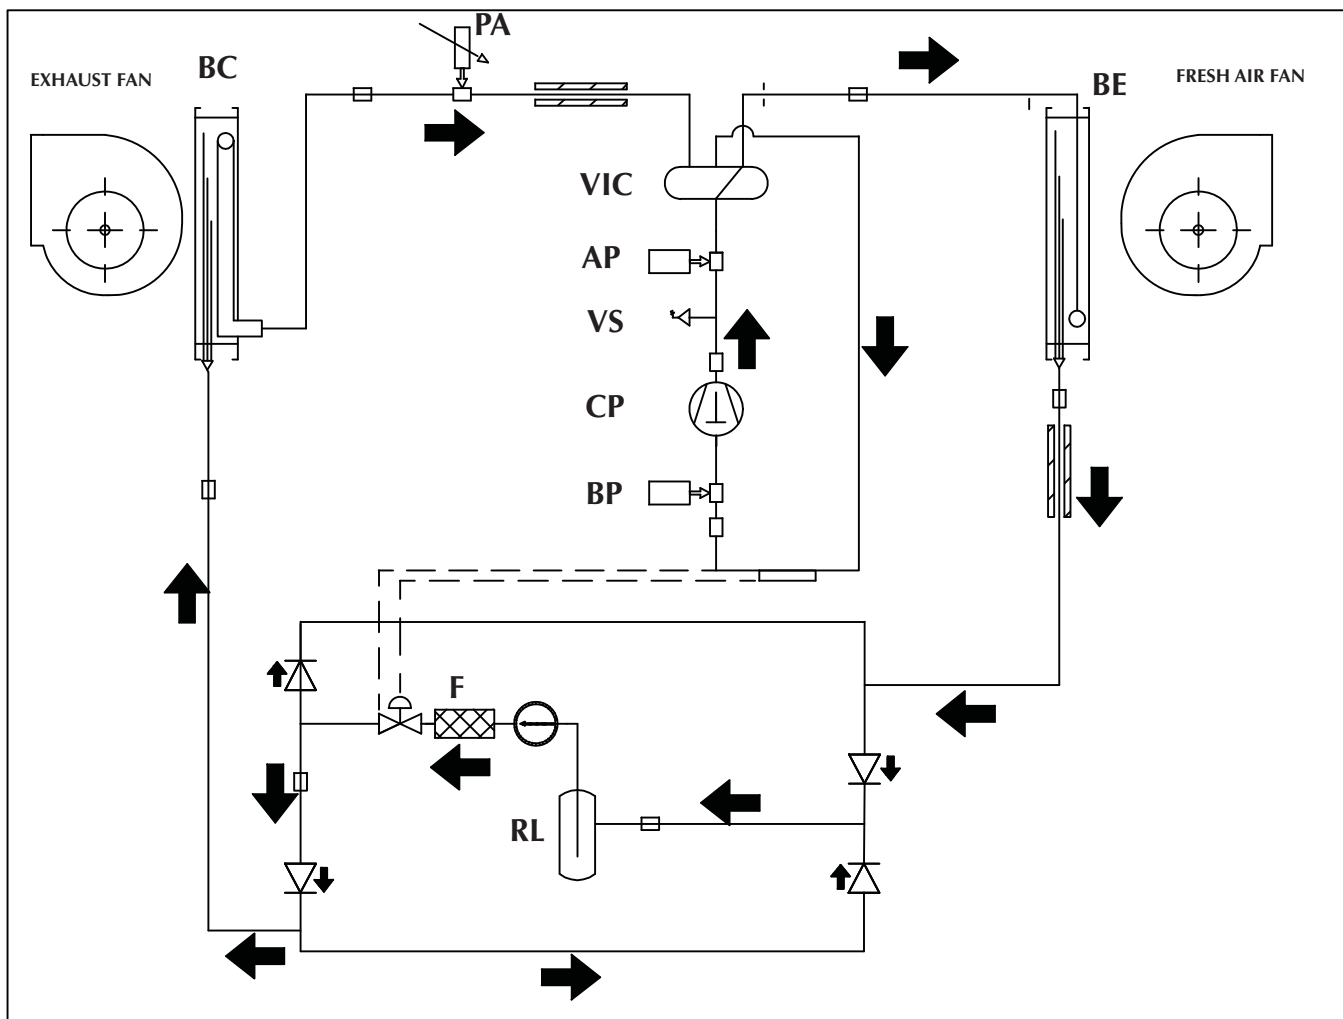 PA
EXHAUST FAN
BC
BE
FRESH AIR FAN
VIC
AP
VS
CP
BP
F
RL